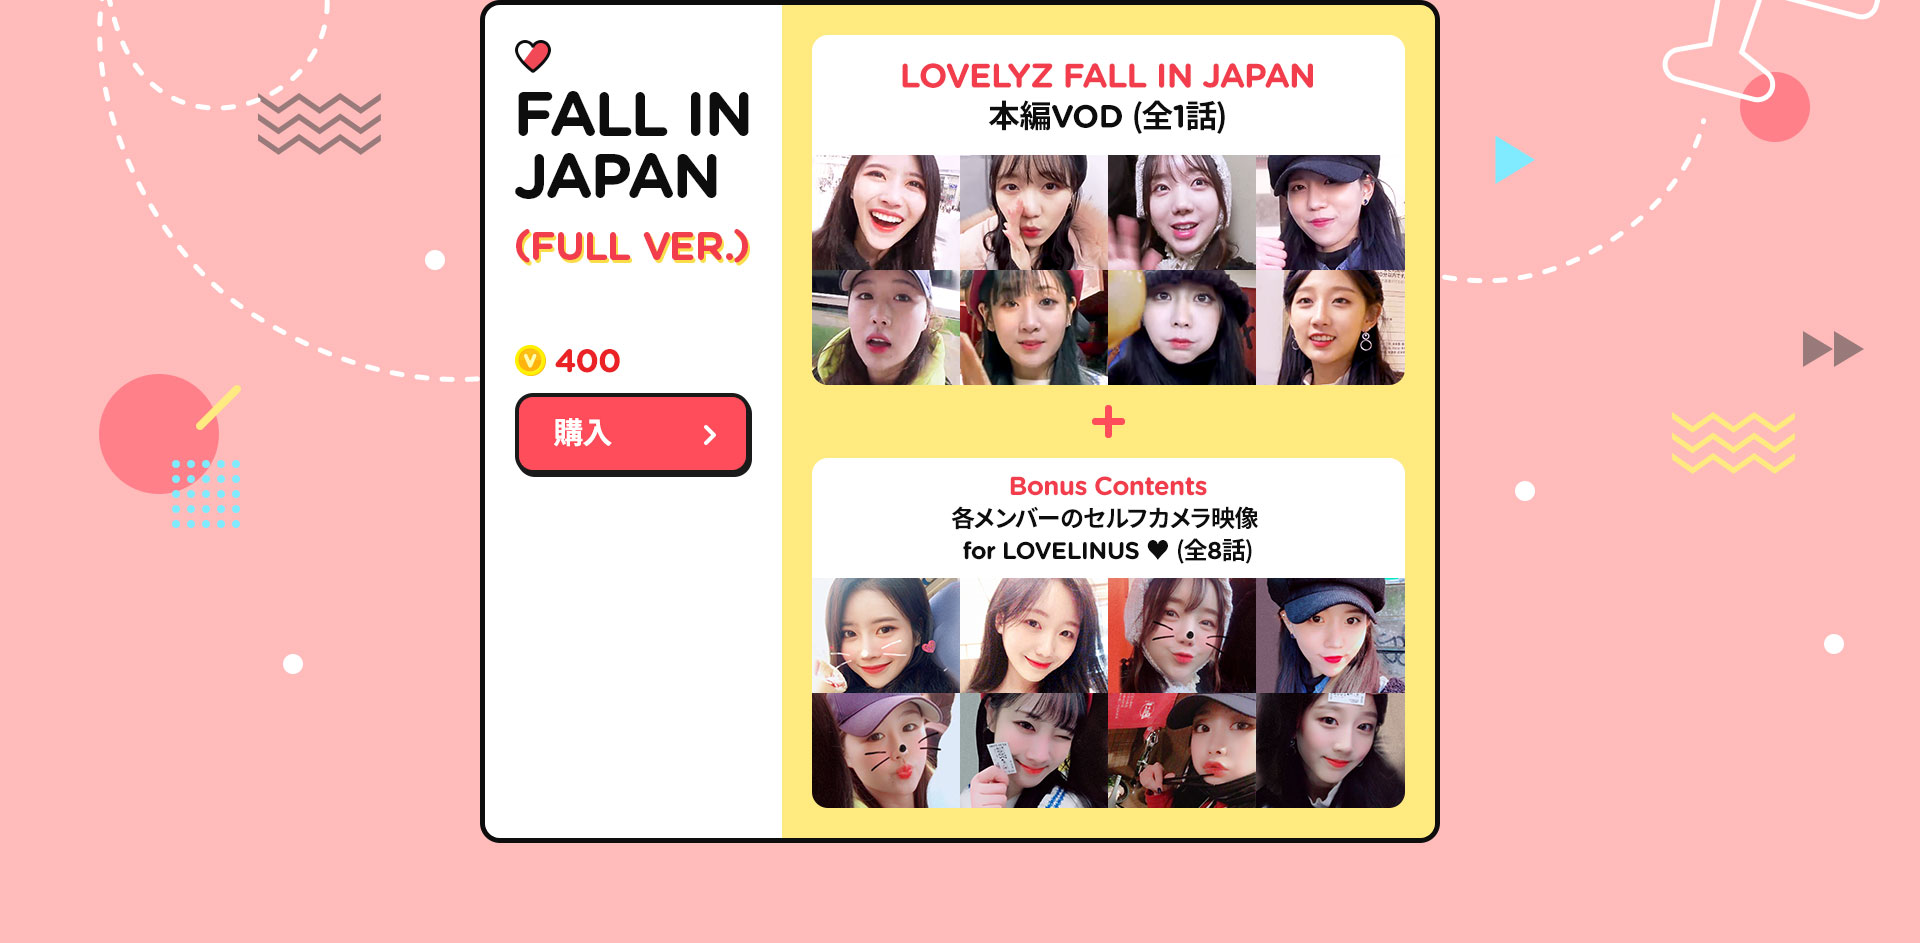 FALL IN
JAPAN
(FULL VER.)
V 400
購入
LOVELYZ FALL IN JAPAN
本編VOD (全1話)
+
Bonus Contents
各メンバーのセルフカメラ映像
for LOVELINUS ♥ (全8話)